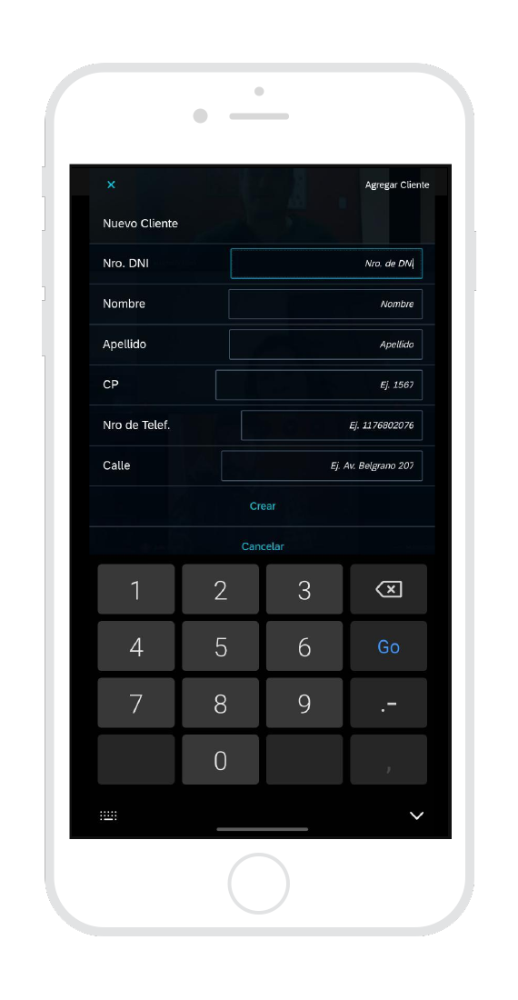 × Agregar Cliente
Nuevo Cliente
Nro. DNI Nro. de DNI
Nombre Nombre
Apellido Apellido
CP Ej. 1567
Nro de Telef. Ej. 1176802076
Calle Ej. Av. Belgrano 207
Crear
Cancelar
1 2 3
4 5 6 Go
7 8 9 .-
0 ,